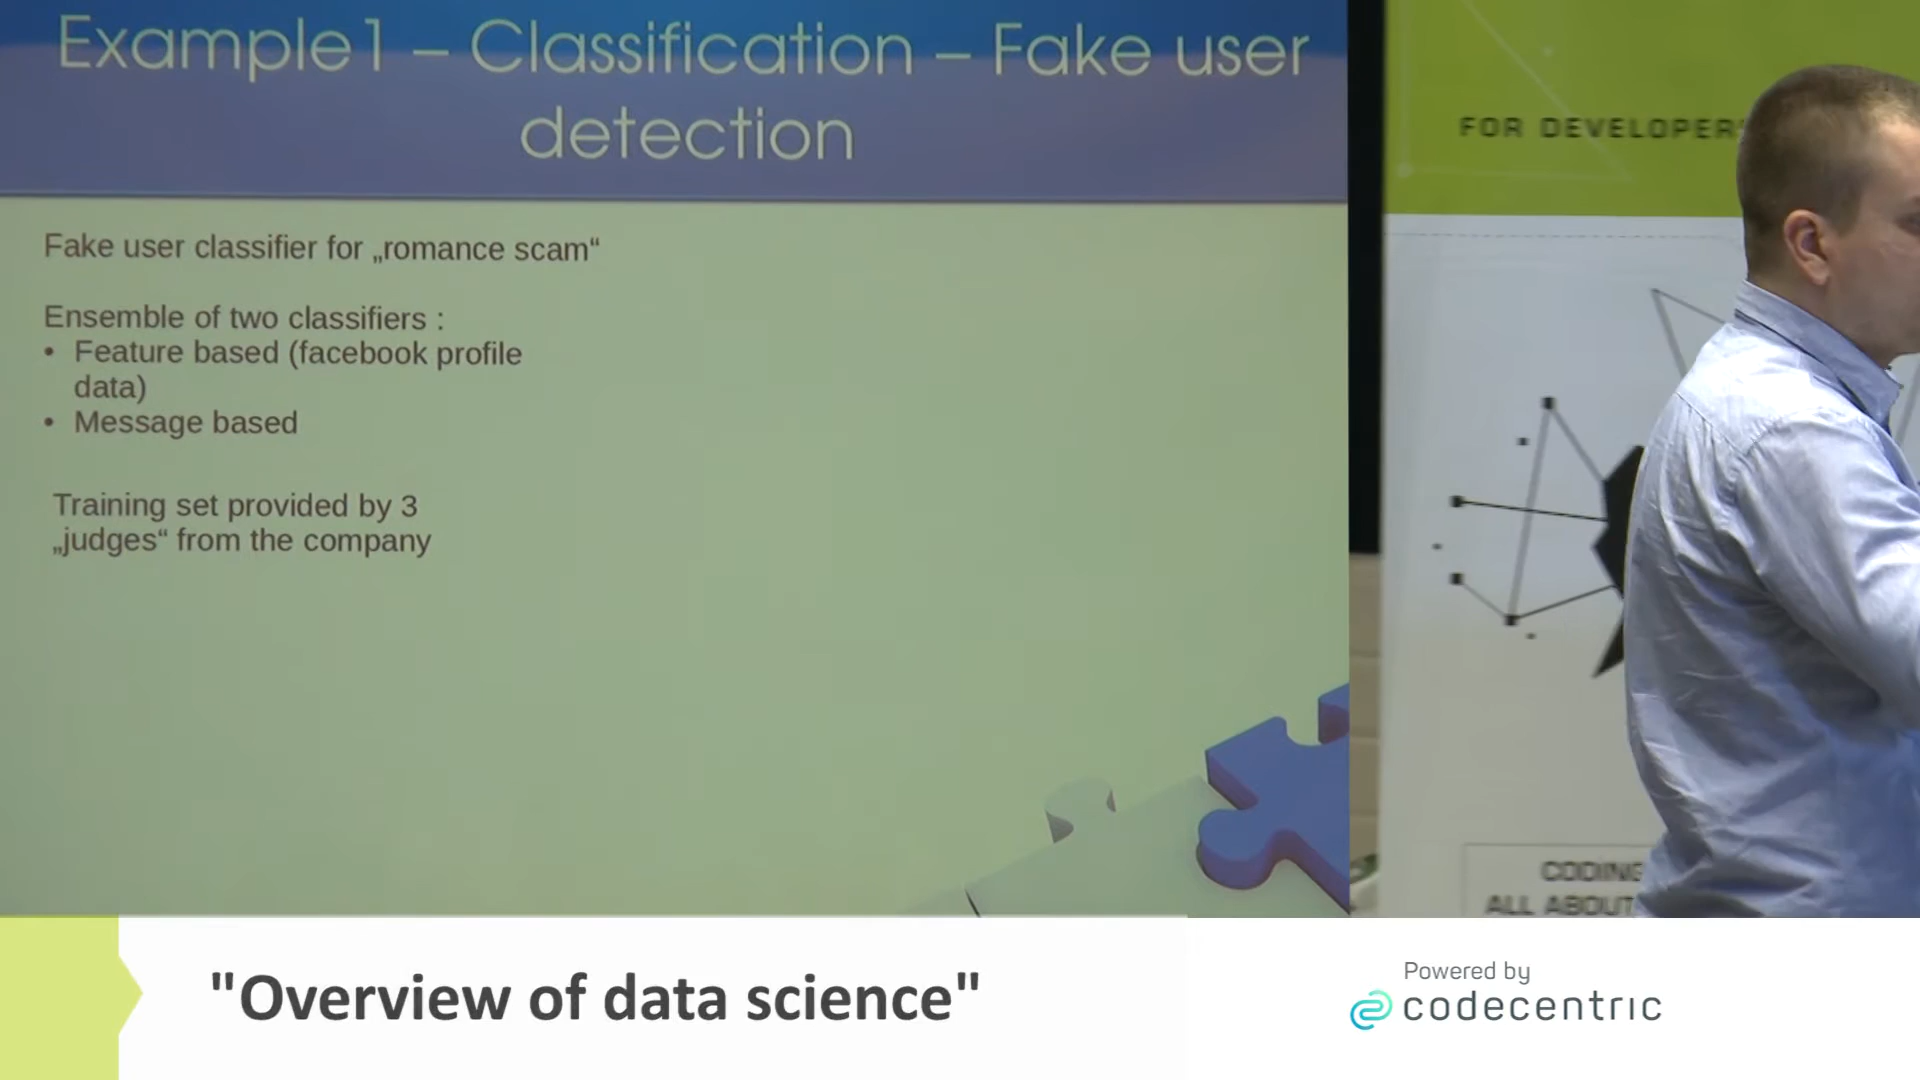 Example1 – Classification – Fake user
detection
Fake user classifier for „romance scam“
Ensemble of two classifiers :
• Feature based (facebook profile
data)
• Message based
Training set provided by 3
„judges“ from the company
FOR DEVELOPERS
CODING
ALL ABOUT
"Overview of data science"
Powered by
codecentric